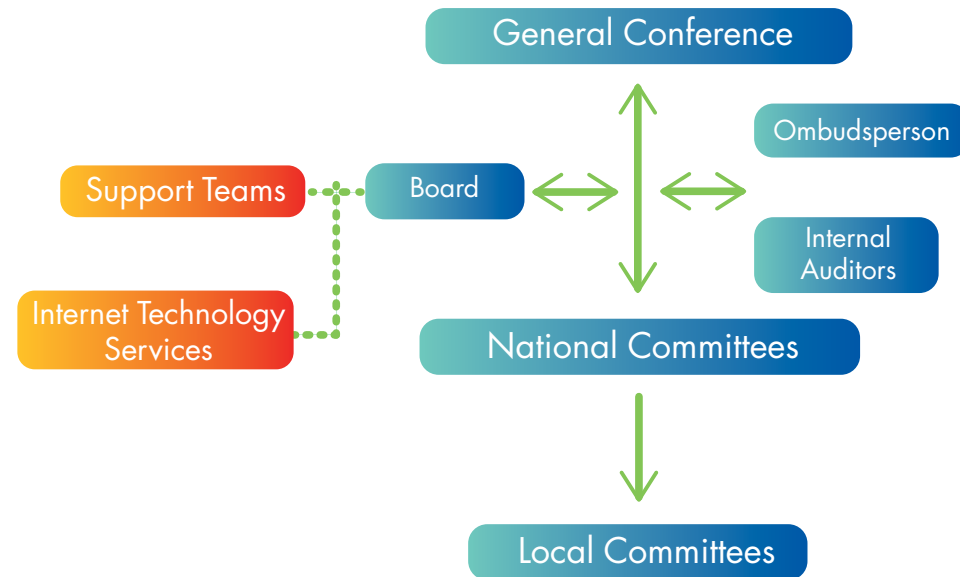 General Conference
Ombudsperson
Support Teams
Board
Internal
Auditors
Internet Technology
Services
National Committees
Local Committees